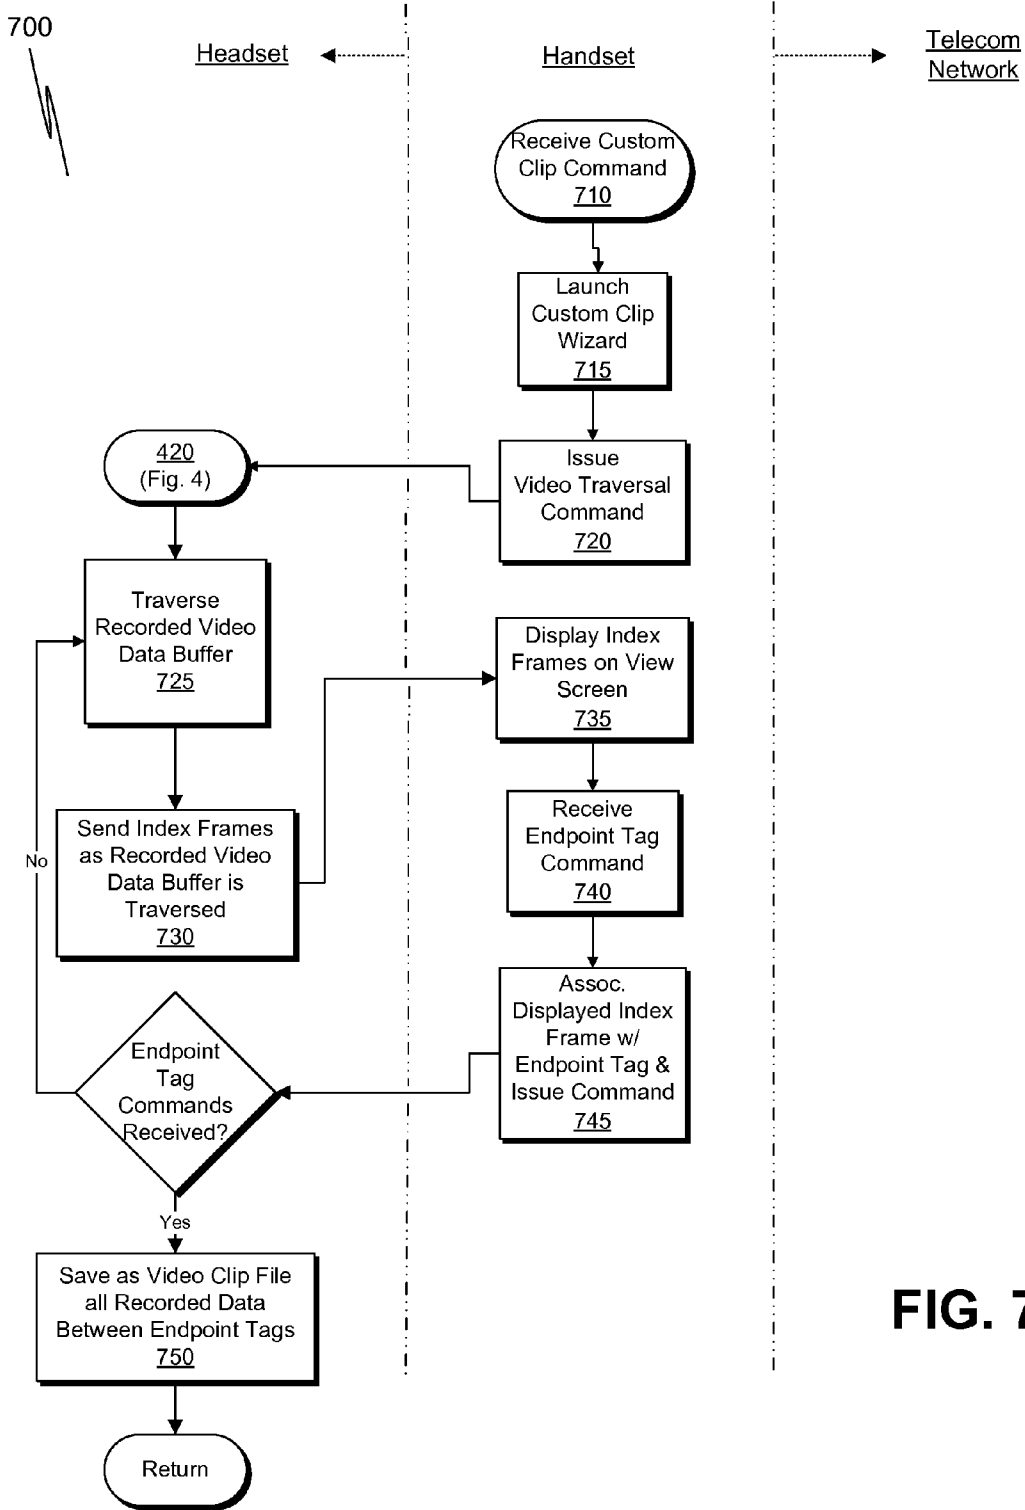 700
Headset
Handset
Telecom
Network
Receive Custom
Clip Command
710
Launch
Custom Clip
Wizard
715
420
(Fig. 4)
Issue
Video Traversal
Command
720
Traverse
Recorded Video
Data Buffer
725
Display Index
Frames on View
Screen
735
Send Index Frames
as Recorded Video
Data Buffer is
Traversed
730
No
Receive
Endpoint Tag
Command
740
Assoc.
Displayed Index
Frame w/
Endpoint Tag &
Issue Command
745
Endpoint
Tag
Commands
Received?
Yes
Save as Video Clip File
all Recorded Data
Between Endpoint Tags
750
FIG. 7
Return